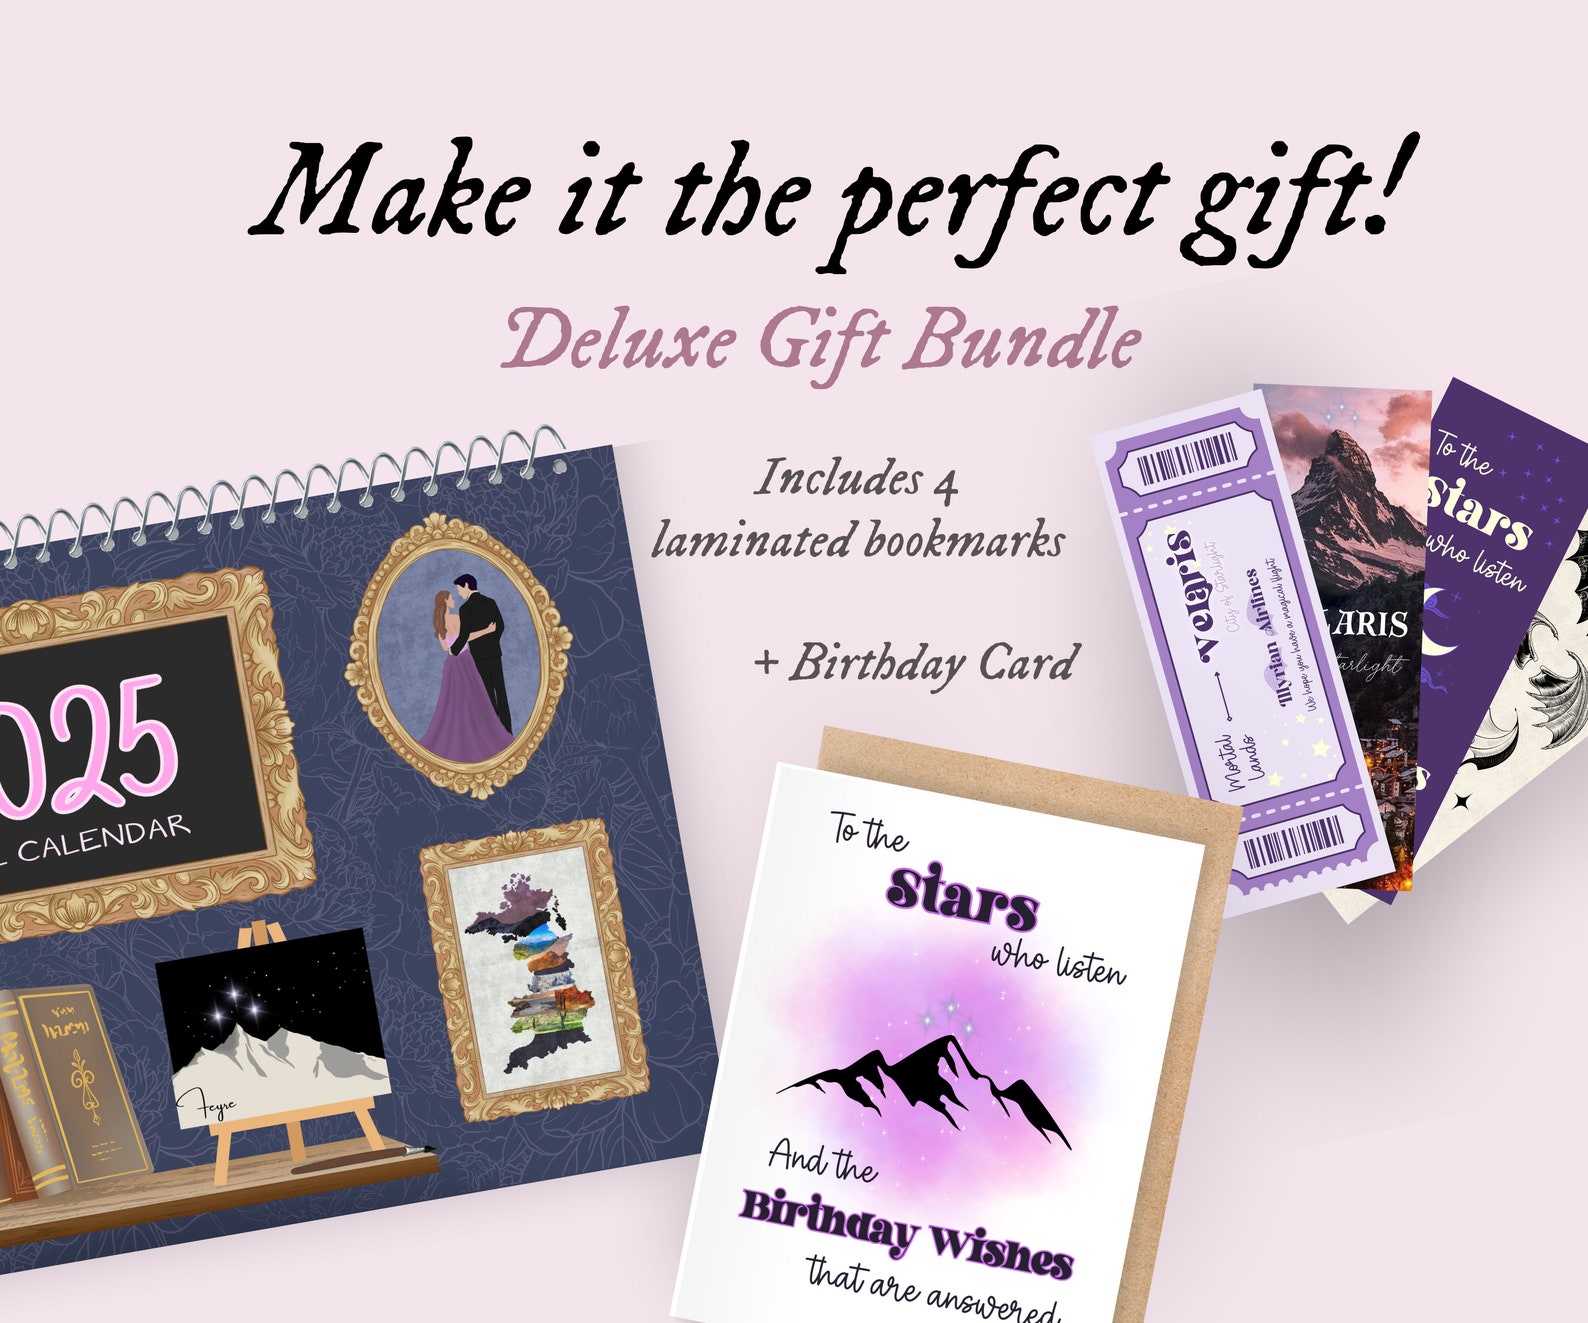 Make it the perfect gift!
Deluxe Gift Bundle
Includes 4
laminated bookmarks
+ Birthday Card
2025
CALENDAR
Feyre
To the
stars
who listen
And the
Birthday Wishes
that are answered
Mortal
Lands
Velaris
City of Starlight
Illyrian Airlines
We hope you have a magical flight
ARIS
starlight
To the
stars
who listen